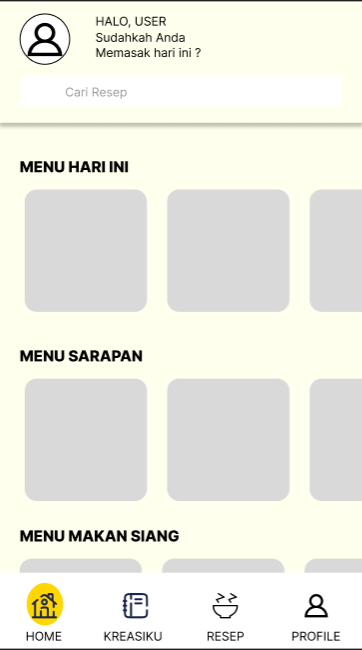 HALO, USER
Sudahkah Anda
Memasak hari ini ?
Cari Resep
MENU HARI INI
MENU SARAPAN
MENU MAKAN SIANG
HOME KREASIKU RESEP PROFILE